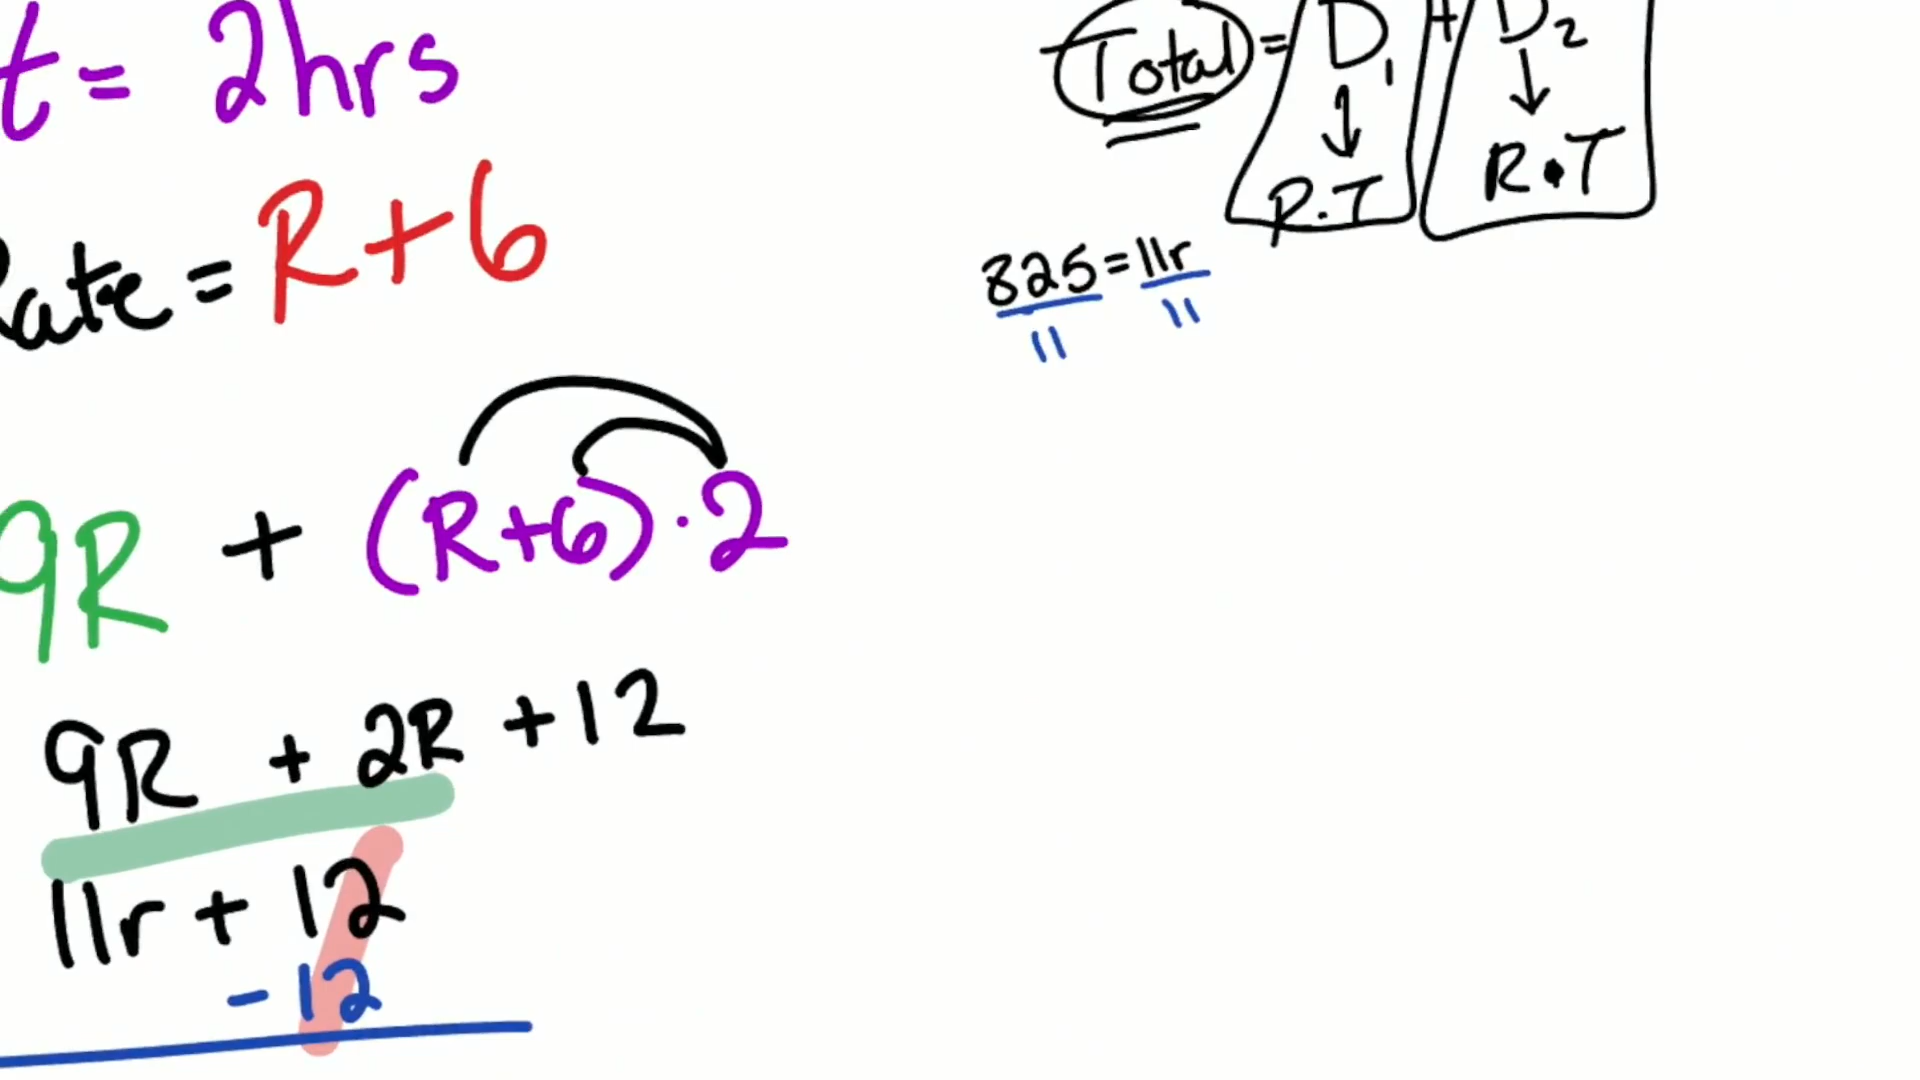 t = 2hrs
Rate = R+6
9R + (R+6)·2
9R + 2R +12
11r + 12
- 12
Total = D1 + D2
R·T R·T
825 = 11r
11 11